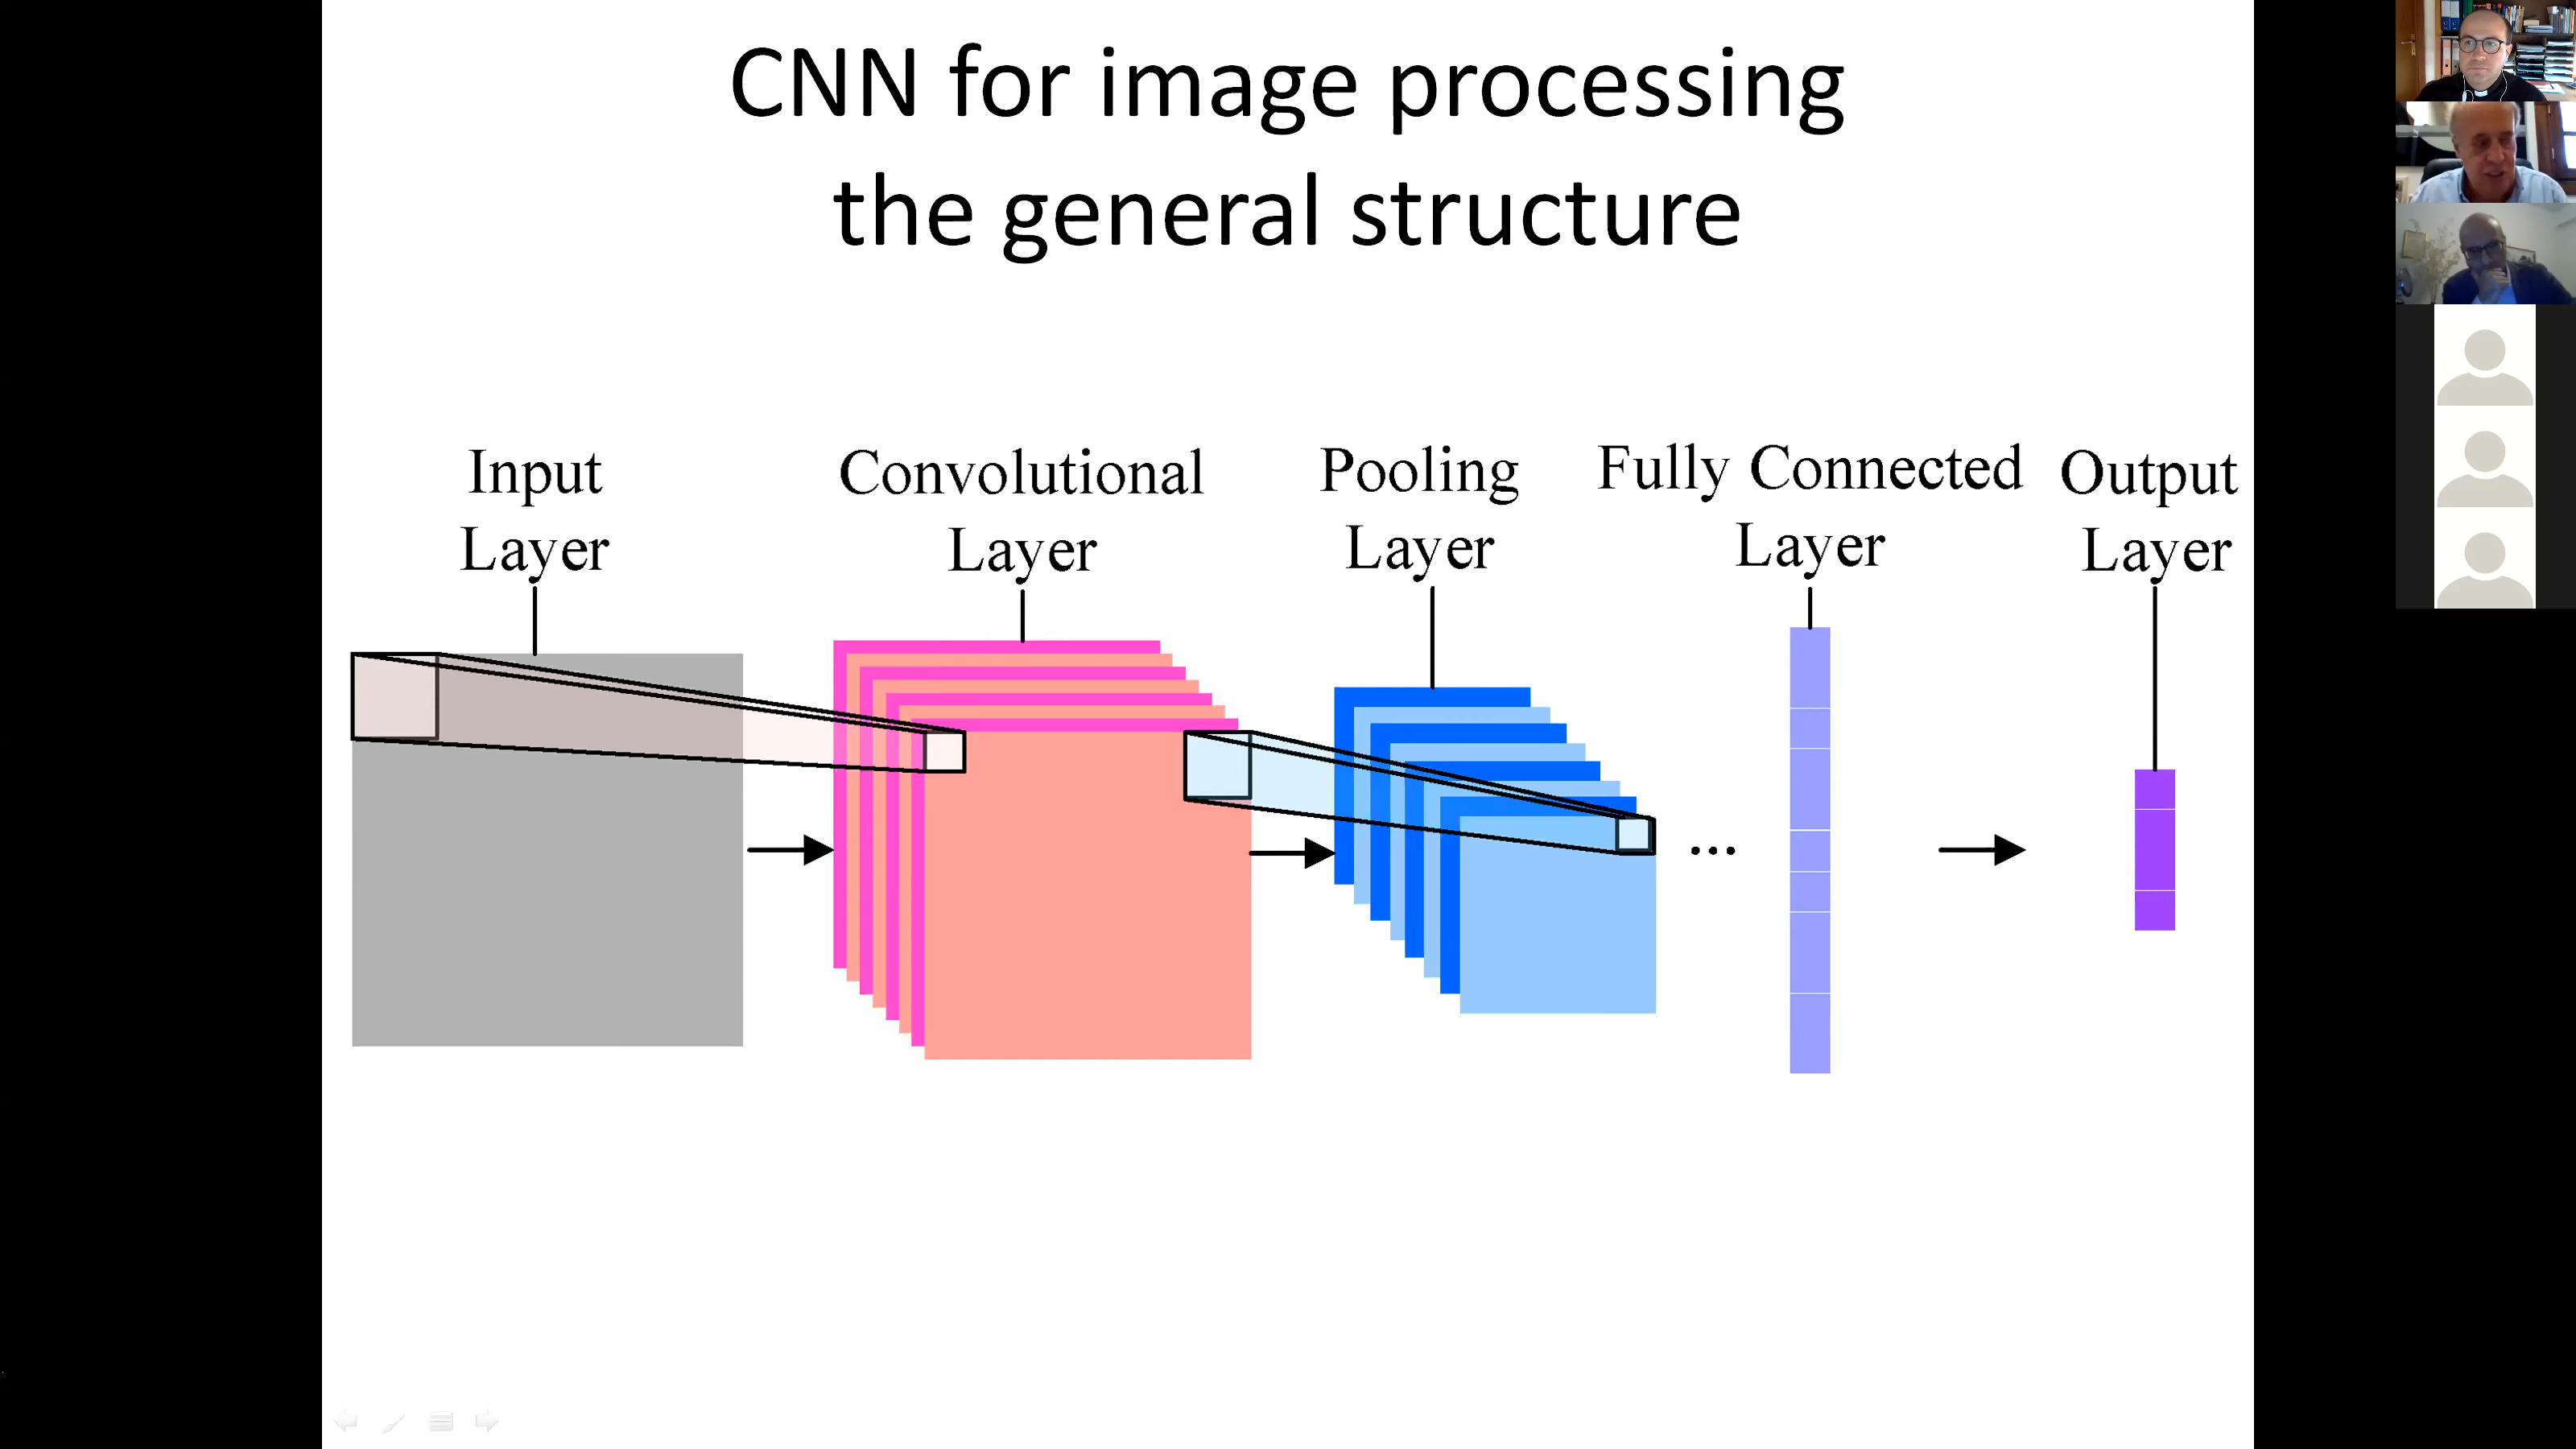 CNN for image processing
the general structure
Input
Layer
Convolutional
Layer
Pooling
Layer
Fully Connected
Layer
Output
Layer
...